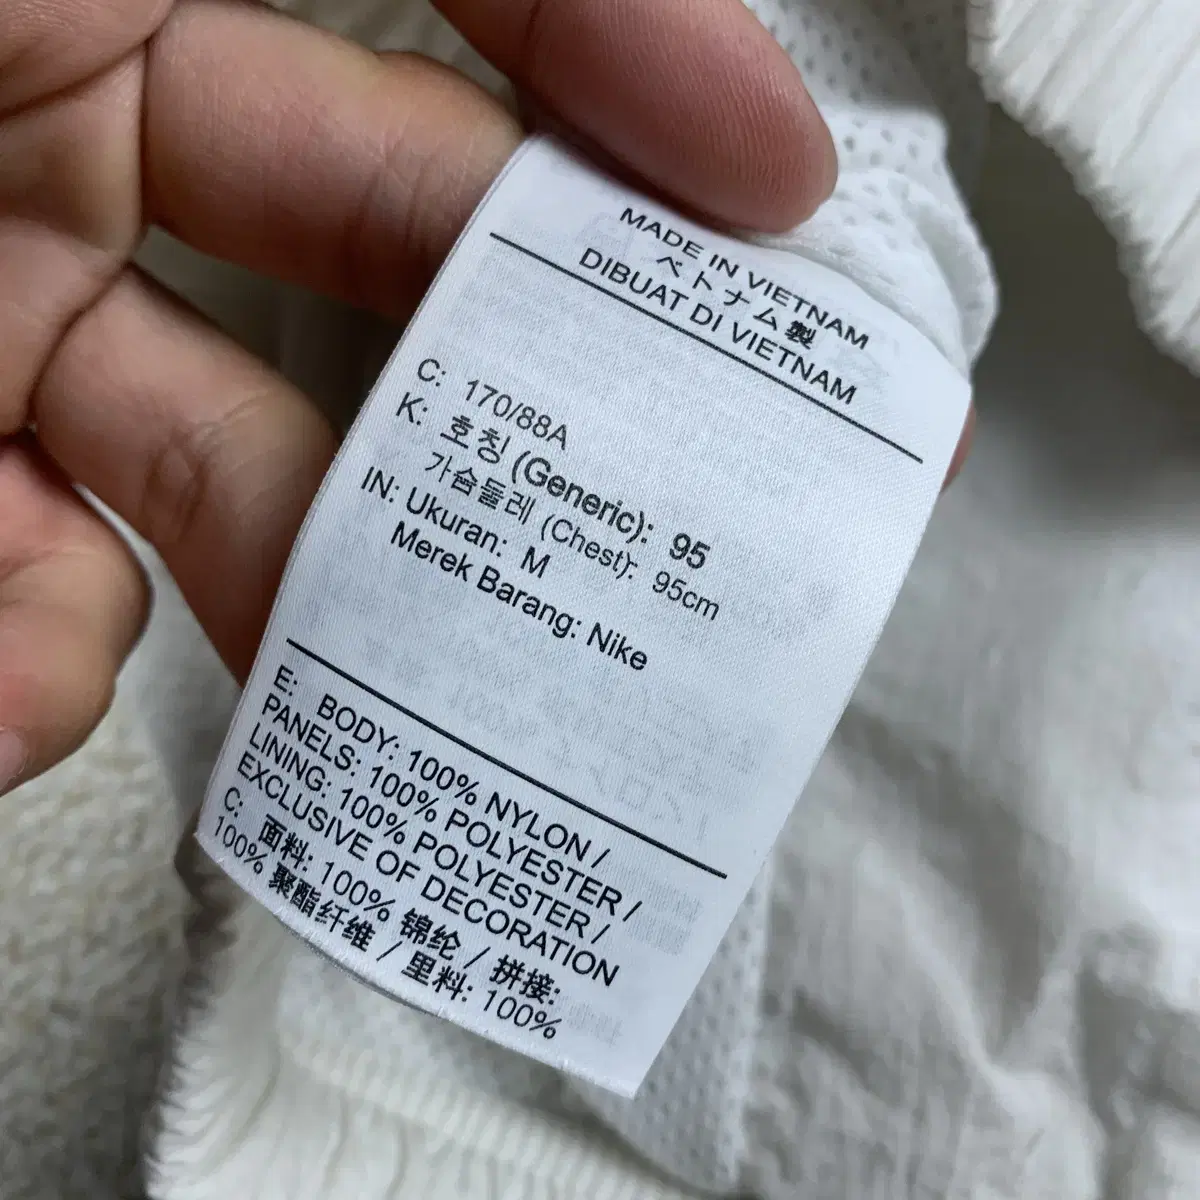 MADE IN VIETNAM
ベトナム製
DIBUAT DI VIETNAM
C: 170/88A
K: 호칭 (Generic): 95
가슴둘레 (Chest): 95cm
IN: Ukuran: M
Merek Barang: Nike
E: BODY: 100% NYLON /
PANELS: 100% POLYESTER /
LINING: 100% POLYESTER /
EXCLUSIVE OF DECORATION
C: 面料: 100% 锦纶 / 拼接:
100% 聚酯纤维 / 里料: 100%